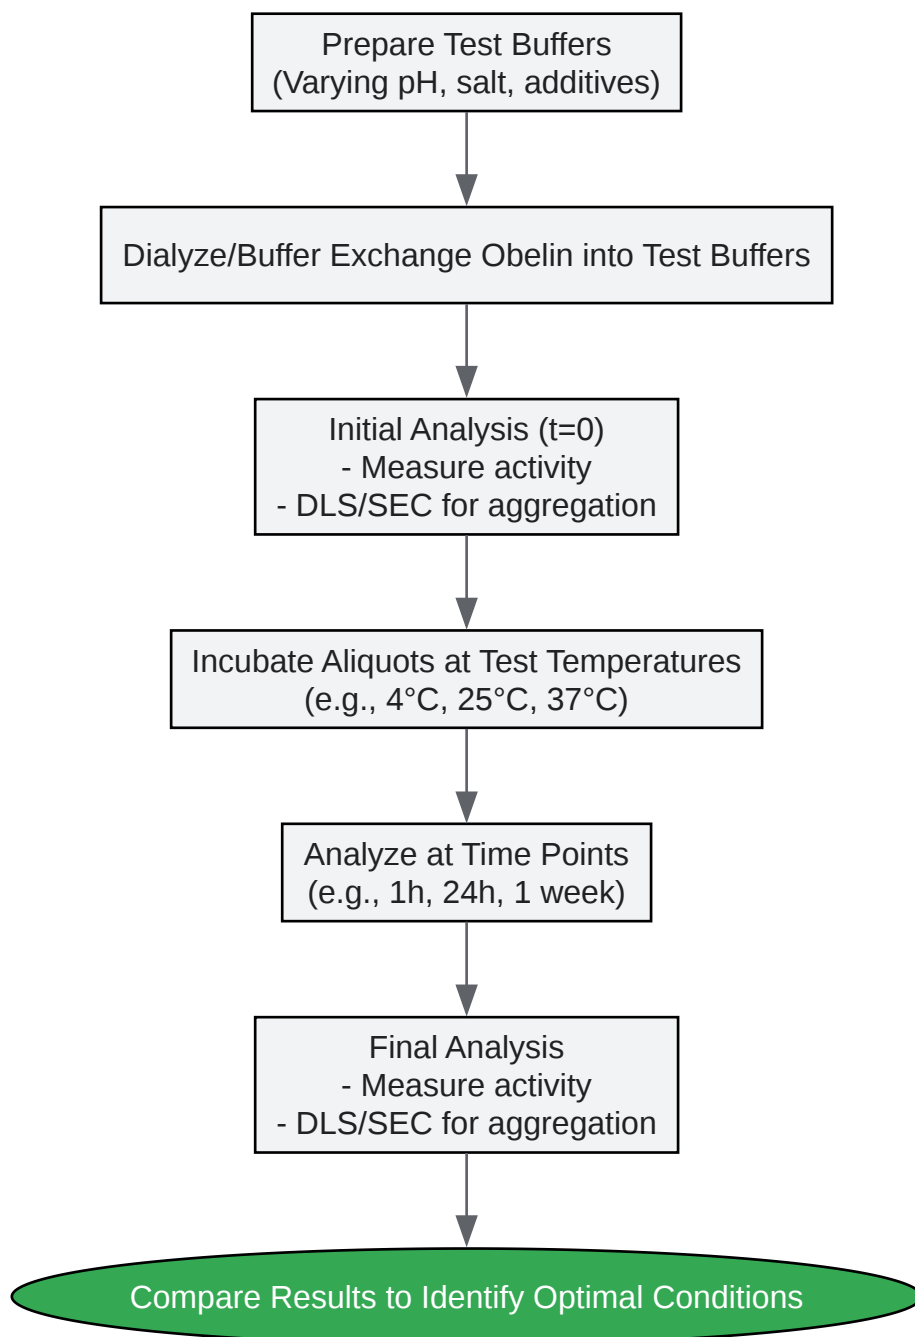 Prepare Test Buffers
(Varying pH, salt, additives)
Dialyze/Buffer Exchange Obelin into Test Buffers
Initial Analysis (t=0)
- Measure activity
- DLS/SEC for aggregation
Incubate Aliquots at Test Temperatures
(e.g., 4°C, 25°C, 37°C)
Analyze at Time Points
(e.g., 1h, 24h, 1 week)
Final Analysis
- Measure activity
- DLS/SEC for aggregation
Compare Results to Identify Optimal Conditions